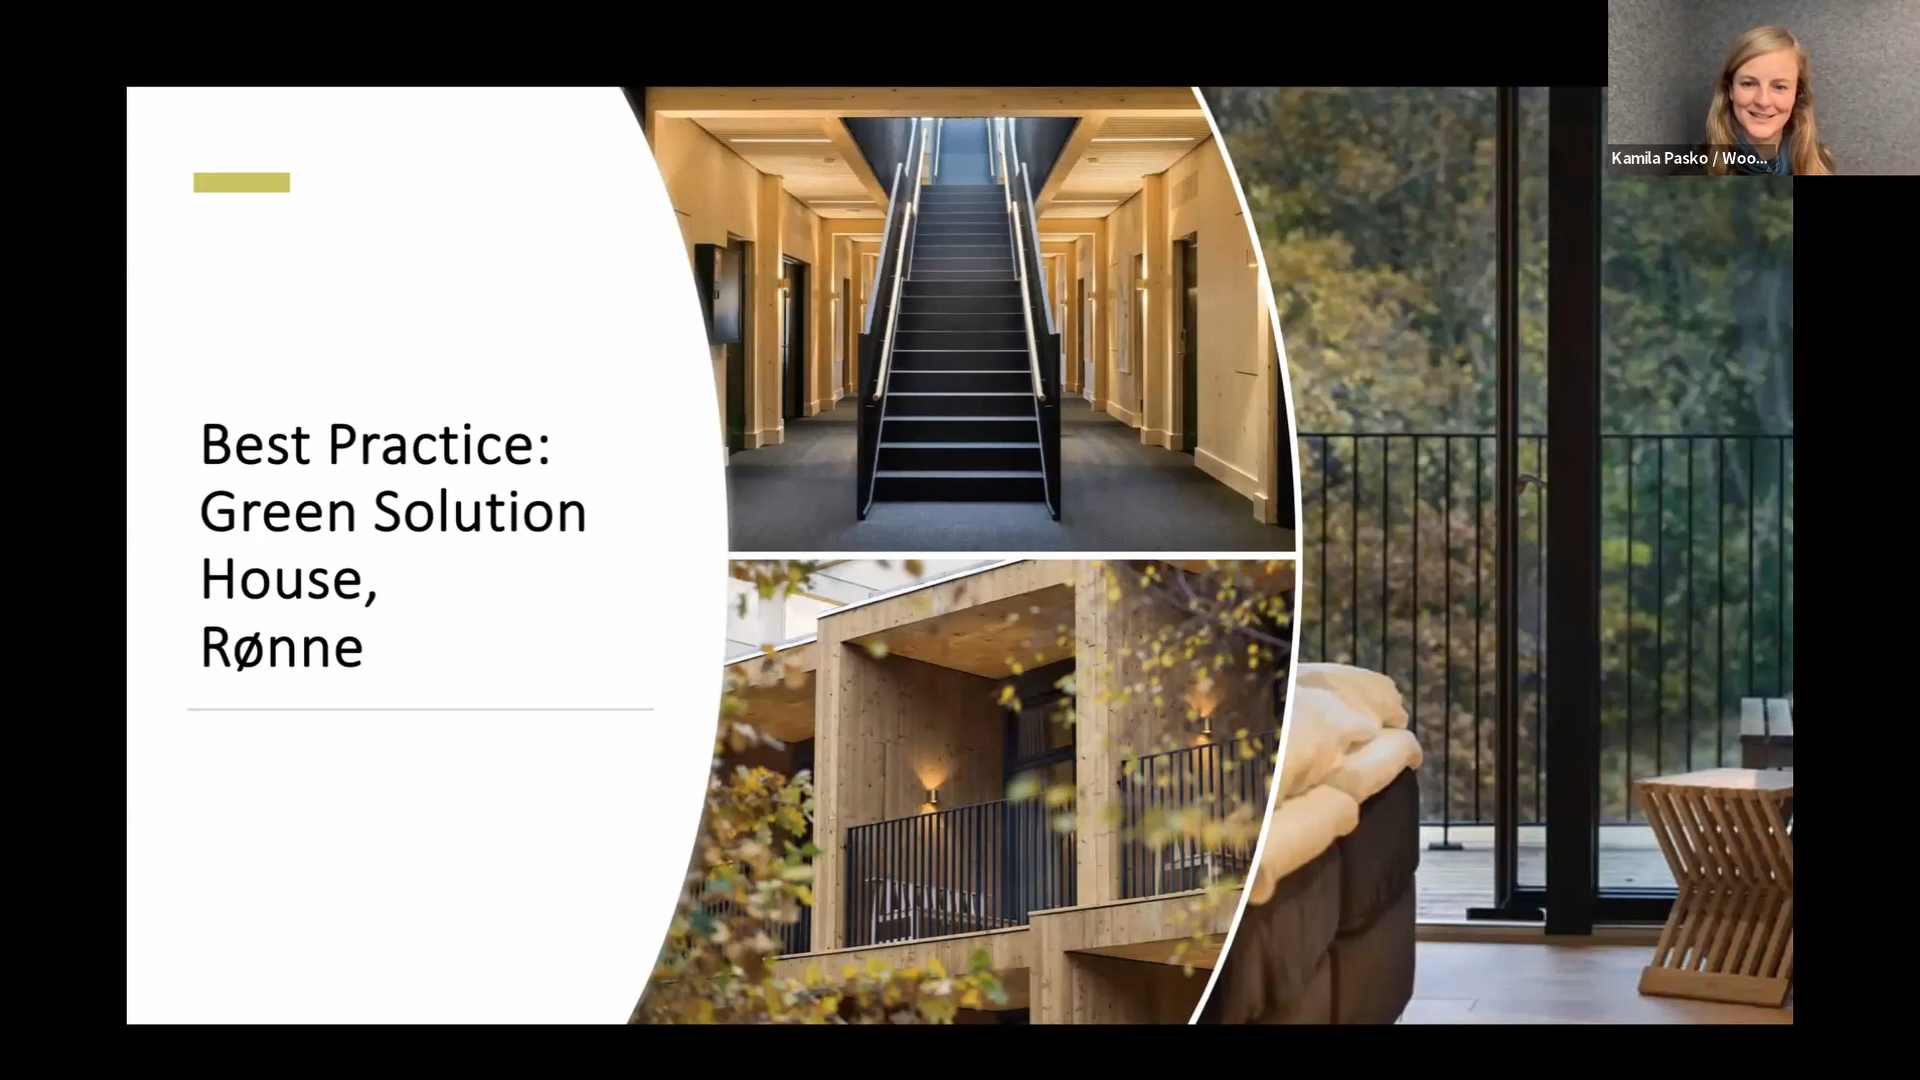 Kamila Pasko / Woo...
Best Practice:
Green Solution
House,
Rønne